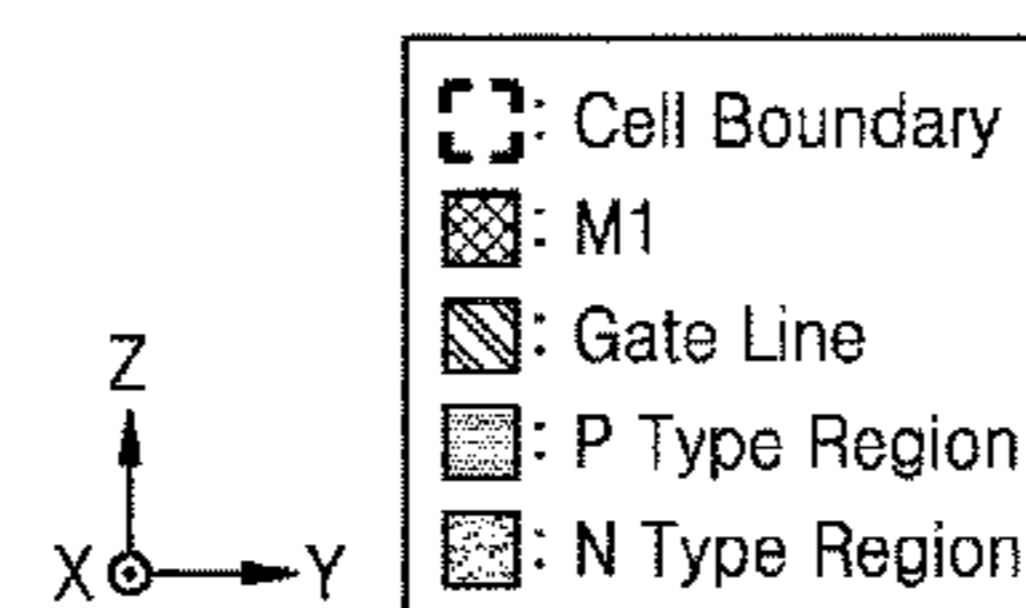 : Cell Boundary
: M1
: Gate Line
: P Type Region
: N Type Region
Z
X
Y